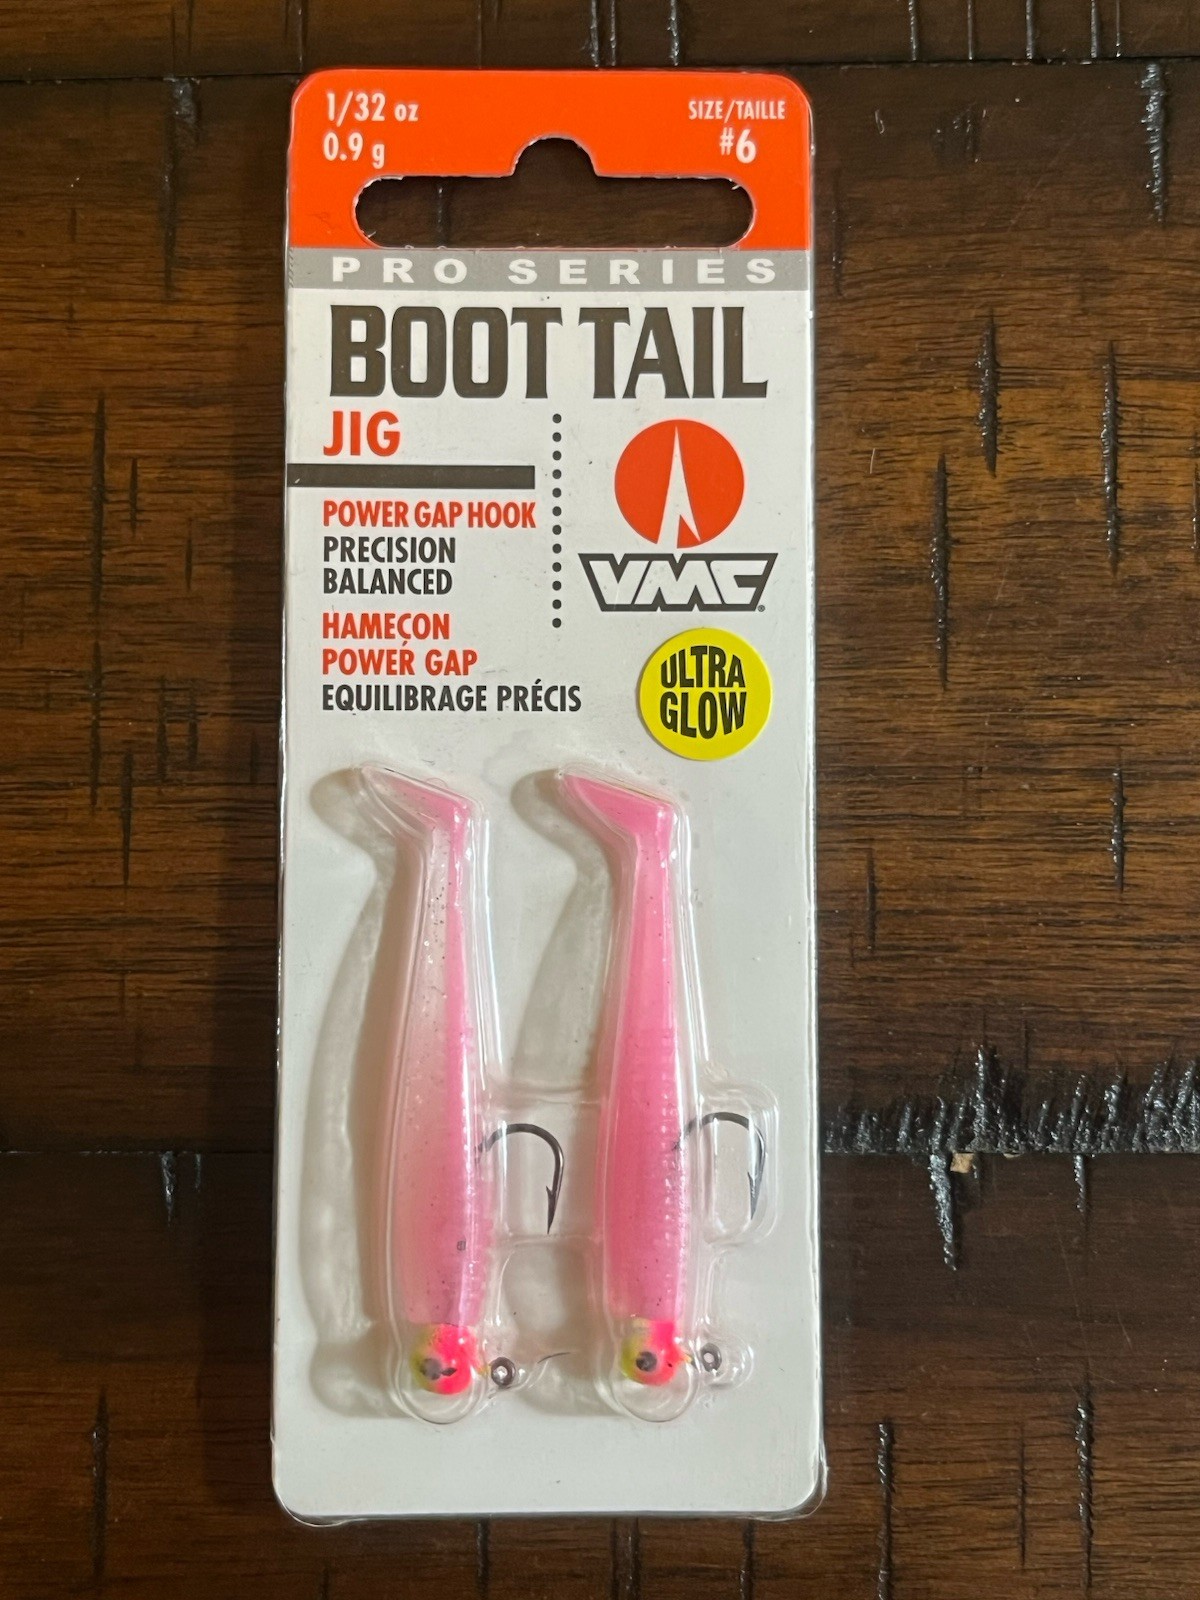 1/32 oz
0.9 g
SIZE/TAILLE
#6
PRO SERIES
BOOT TAIL
JIG
POWER GAP HOOK
PRECISION
BALANCED
HAMEÇON
POWER GAP
EQUILIBRAGE PRÉCIS
VMC®
ULTRA
GLOW